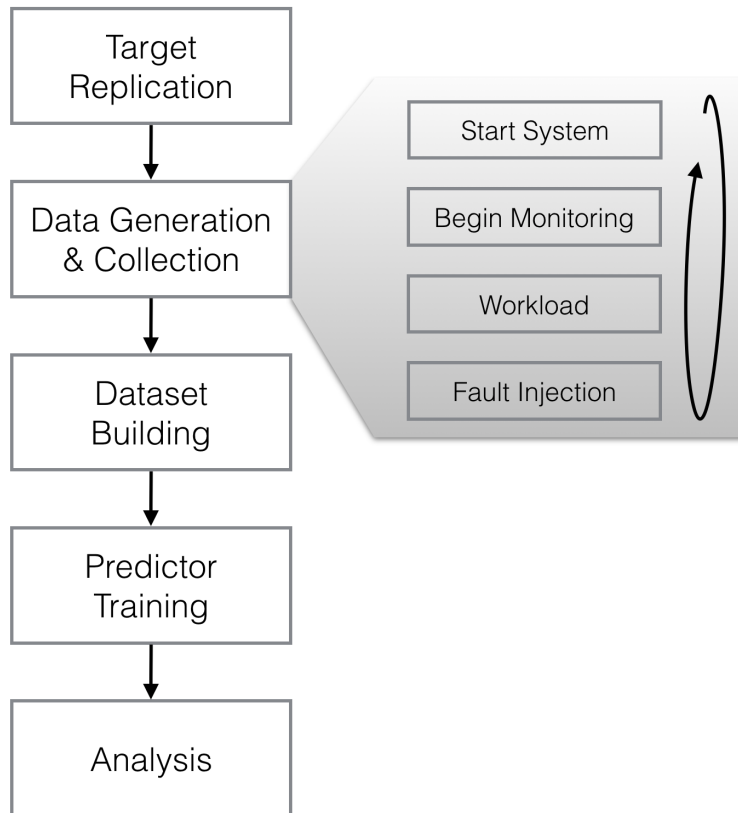 Target
Replication
Data Generation
& Collection
Dataset
Building
Predictor
Training
Analysis
Start System
Begin Monitoring
Workload
Fault Injection